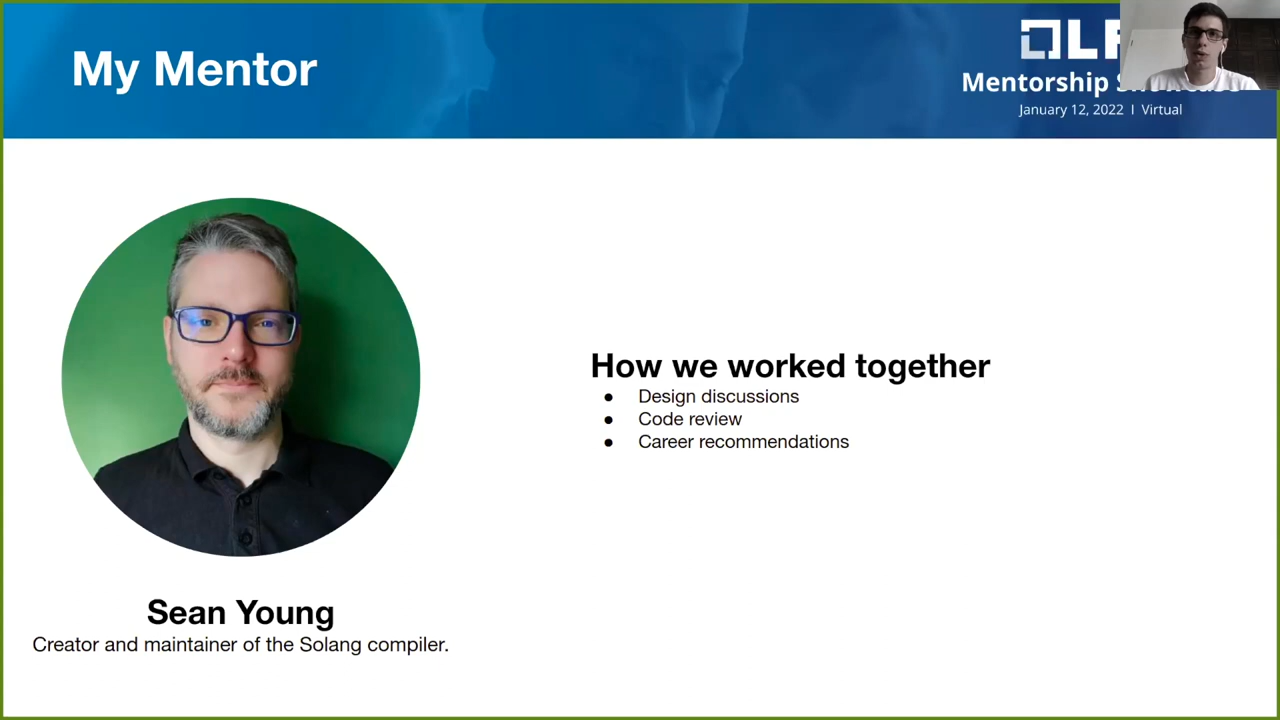 My Mentor
Mentorship
January 12, 2022 | Virtual
How we worked together
● Design discussions
● Code review
● Career recommendations
Sean Young
Creator and maintainer of the Solang compiler.